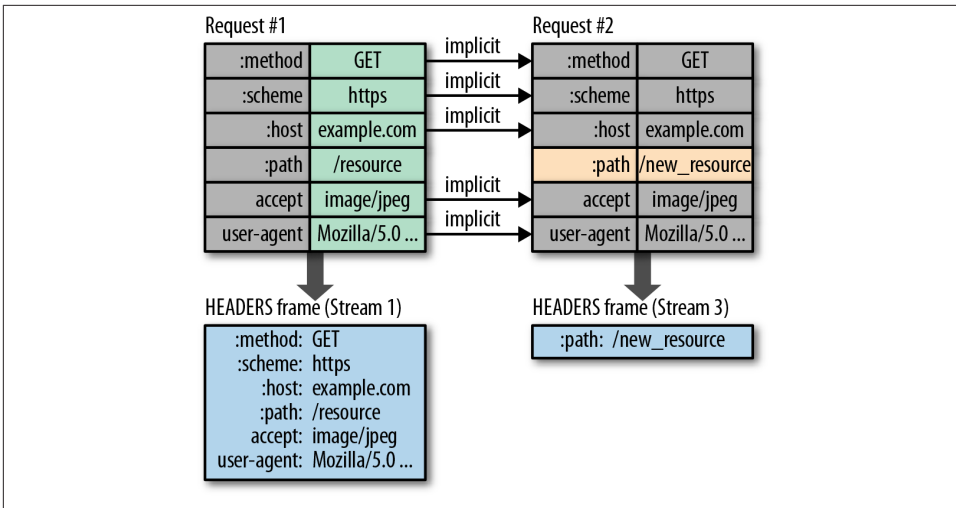 Request #1
:method GET
:scheme https
:host example.com
:path /resource
accept image/jpeg
user-agent Mozilla/5.0 ...
implicit
implicit
implicit
implicit
implicit
Request #2
:method GET
:scheme https
:host example.com
:path /new_resource
accept image/jpeg
user-agent Mozilla/5.0 ...
HEADERS frame (Stream 1)
:method: GET
:scheme: https
:host: example.com
:path: /resource
accept: image/jpeg
user-agent: Mozilla/5.0 ...
HEADERS frame (Stream 3)
:path: /new_resource